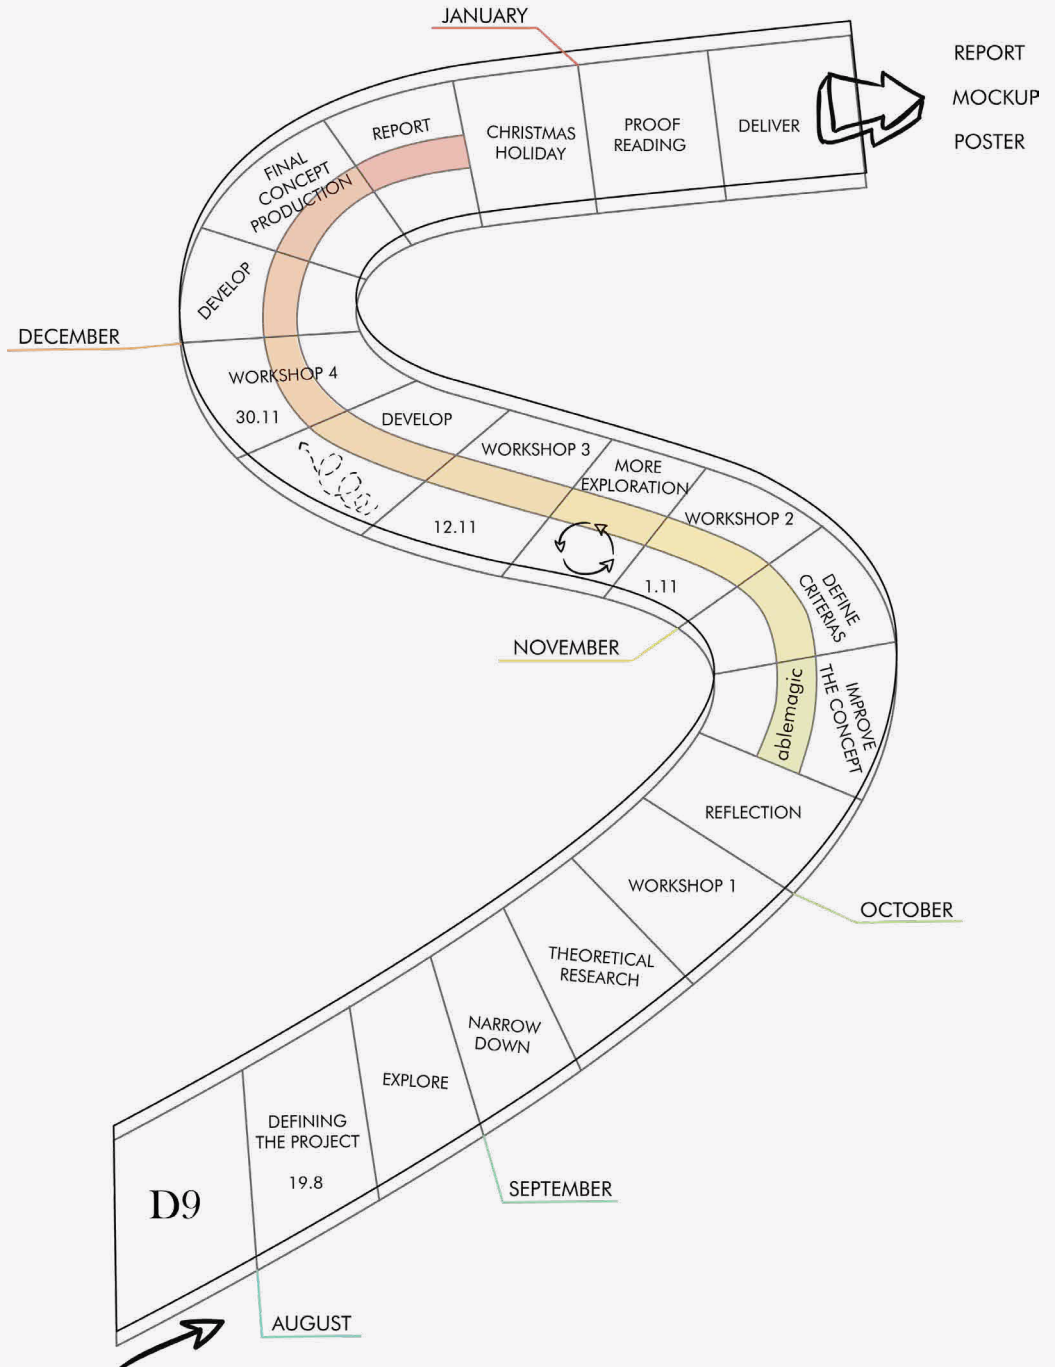 JANUARY
REPORT
MOCKUP
POSTER
DELIVER
PROOF
READING
CHRISTMAS
HOLIDAY
REPORT
FINAL
CONCEPT
PRODUCTION
DEVELOP
DECEMBER
WORKSHOP 4
30.11
DEVELOP
WORKSHOP 3
12.11
MORE
EXPLORATION
WORKSHOP 2
1.11
NOVEMBER
DEFINE
CRITERIAS
IMPROVE
THE CONCEPT
ablemagic
REFLECTION
OCTOBER
WORKSHOP 1
THEORETICAL
RESEARCH
NARROW
DOWN
SEPTEMBER
EXPLORE
DEFINING
THE PROJECT
19.8
D9
AUGUST